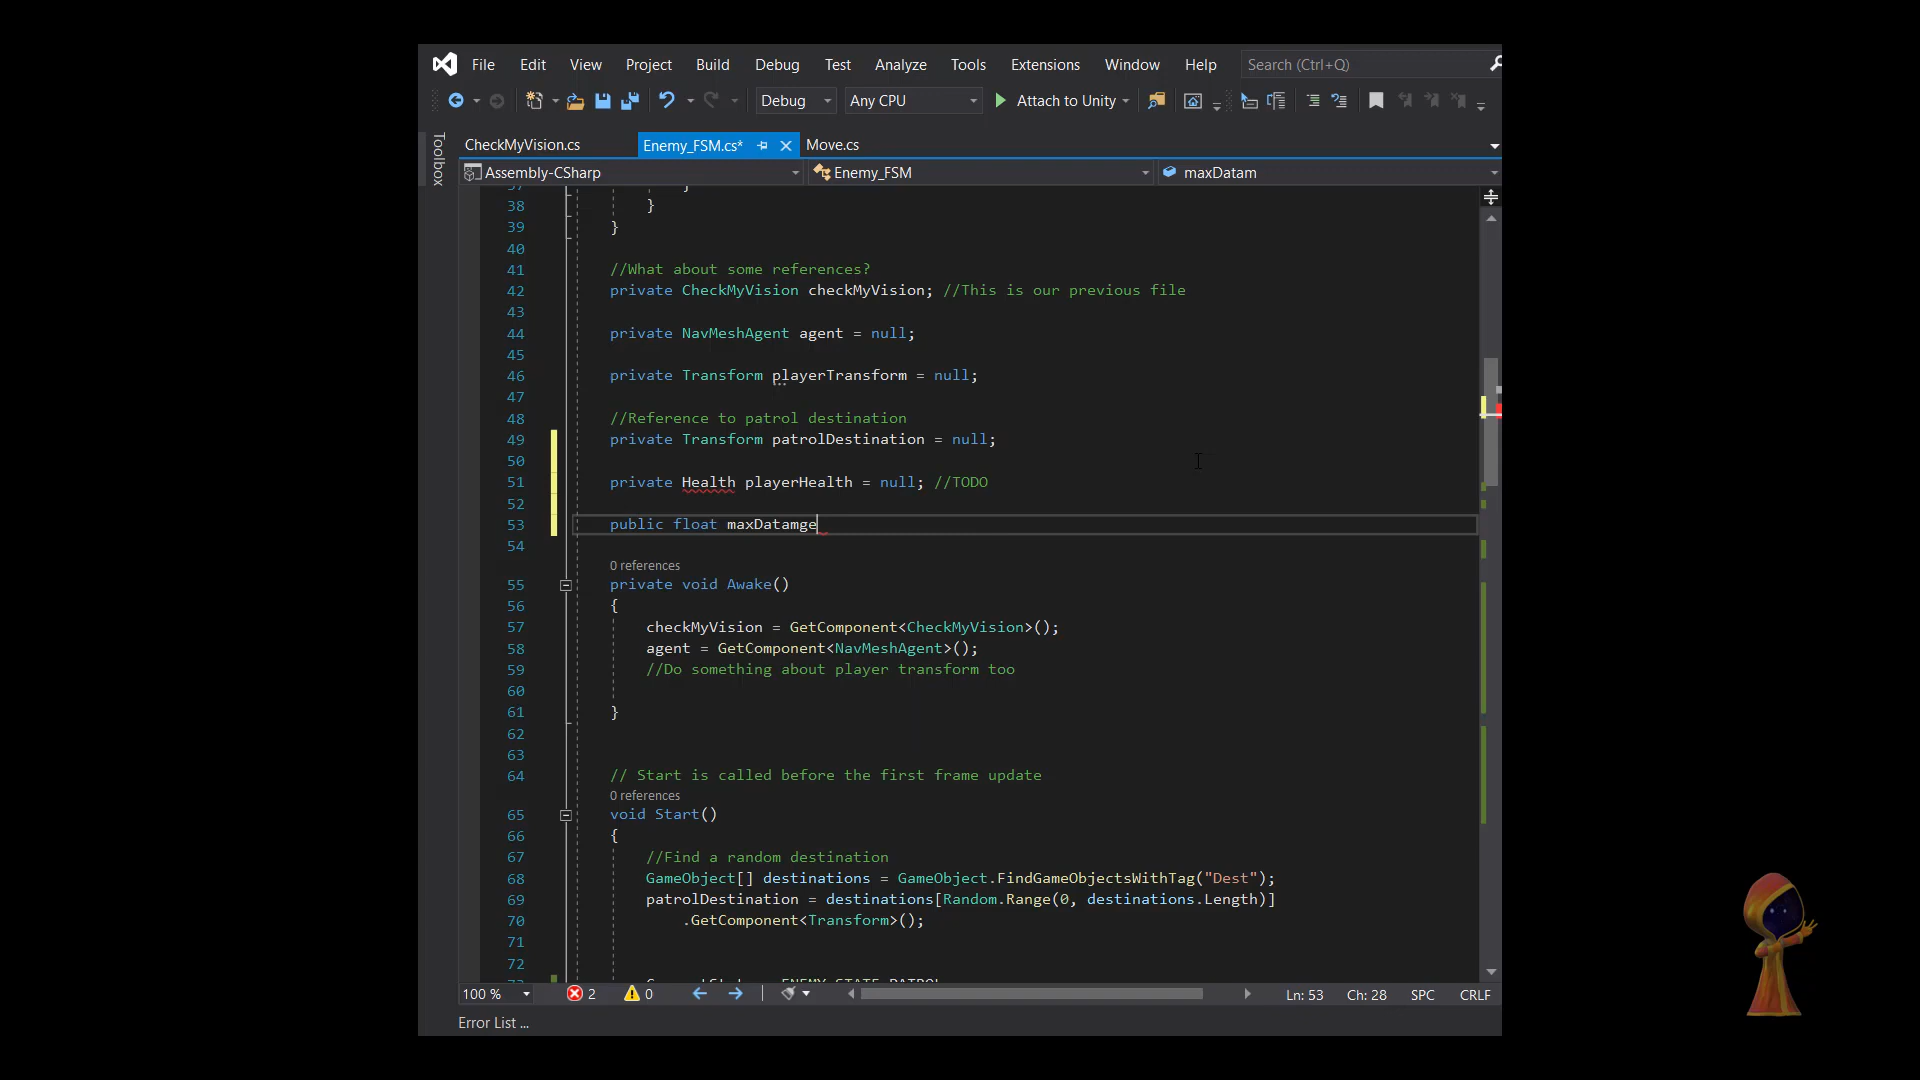 File Edit View Project Build Debug Test Analyze Tools Extensions Window Help Search (Ctrl+Q)
Debug Any CPU Attach to Unity
Toolbox
CheckMyVision.cs Enemy_FSM.cs* Move.cs
Assembly-CSharp Enemy_FSM maxDatam
38 }
39 }
40
41 //What about some references?
42 private CheckMyVision checkMyVision; //This is our previous file
43
44 private NavMeshAgent agent = null;
45
46 private Transform playerTransform = null;
47
48 //Reference to patrol destination
49 private Transform patrolDestination = null;
50
51 private Health playerHealth = null; //TODO
52
53 public float maxDatamge
54
0 references
55 private void Awake()
56 {
57 checkMyVision = GetComponent<CheckMyVision>();
58 agent = GetComponent<NavMeshAgent>();
59 //Do something about player transform too
60
61 }
62
63
64 // Start is called before the first frame update
0 references
65 void Start()
66 {
67 //Find a random destination
68 GameObject[] destinations = GameObject.FindGameObjectsWithTag("Dest");
69 patrolDestination = destinations[Random.Range(0, destinations.Length)]
70 .GetComponent<Transform>();
71
72
100 % 2 0 Ln: 53 Ch: 28 SPC CRLF
Error List ...